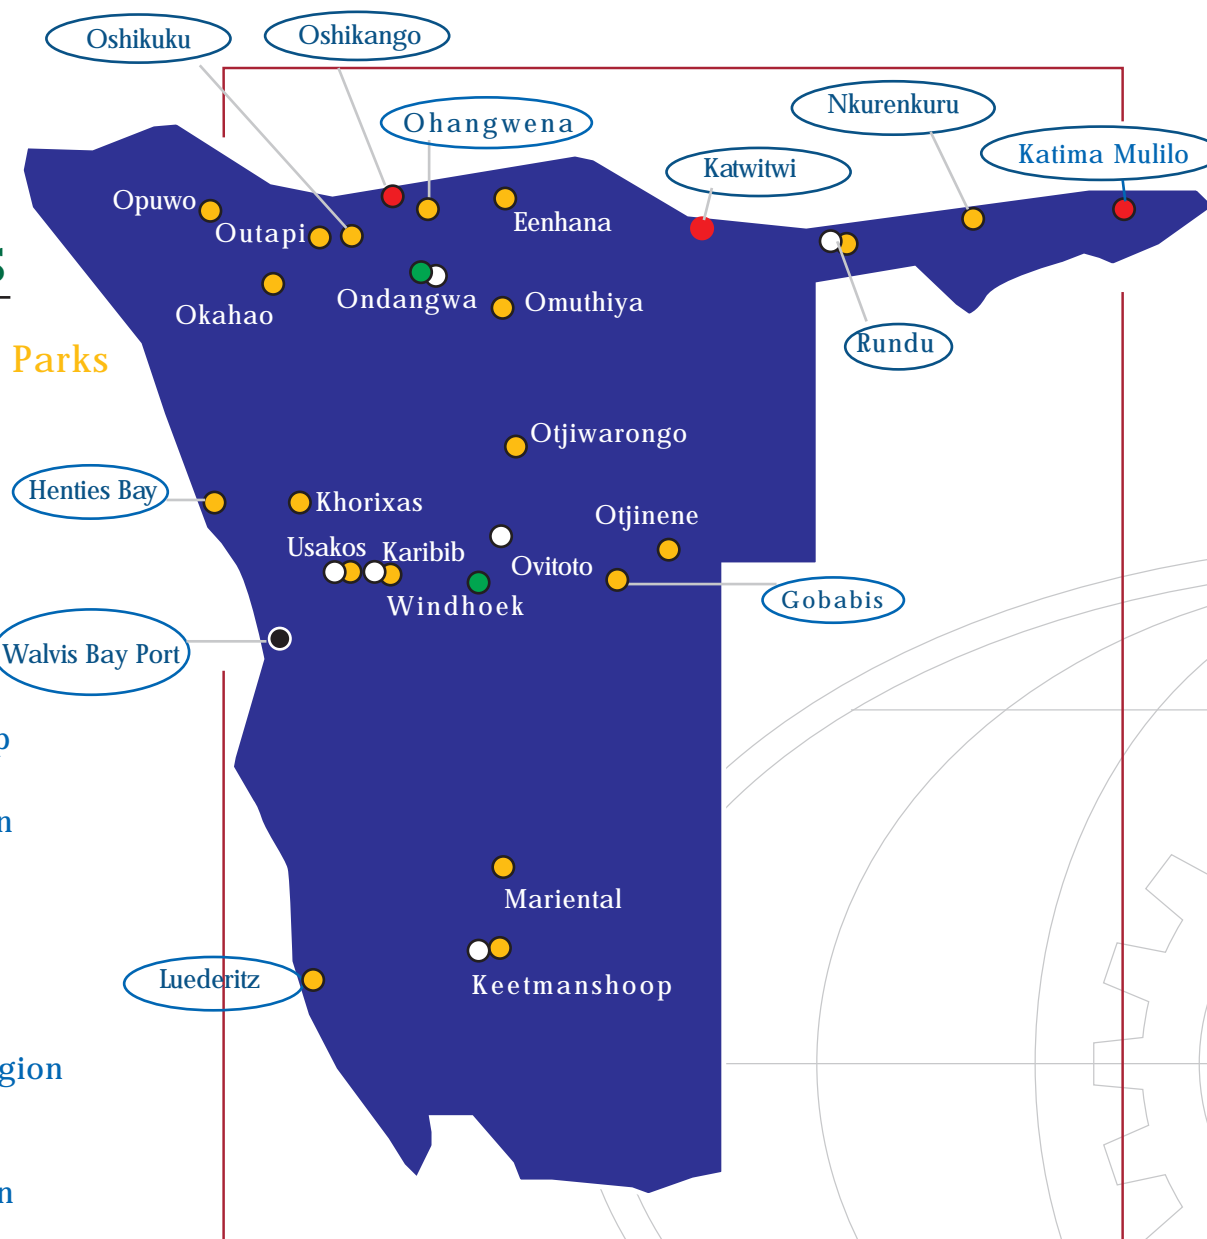 Oshikuku
Oshikango
Ohangwena
Nkurenkuru
Katima Mulilo
Katwitwi
Opuwo
Eenhana
Outapi
S
Okahao
Ondangwa
Omuthiya
Rundu
Parks
Otjiwarongo
Henties Bay
Khorixas
Otjinene
Usakos
Karibib
Ovitoto
Windhoek
Gobabis
Walvis Bay Port
p
n
Mariental
Luederitz
Keetmanshoop
gion
n